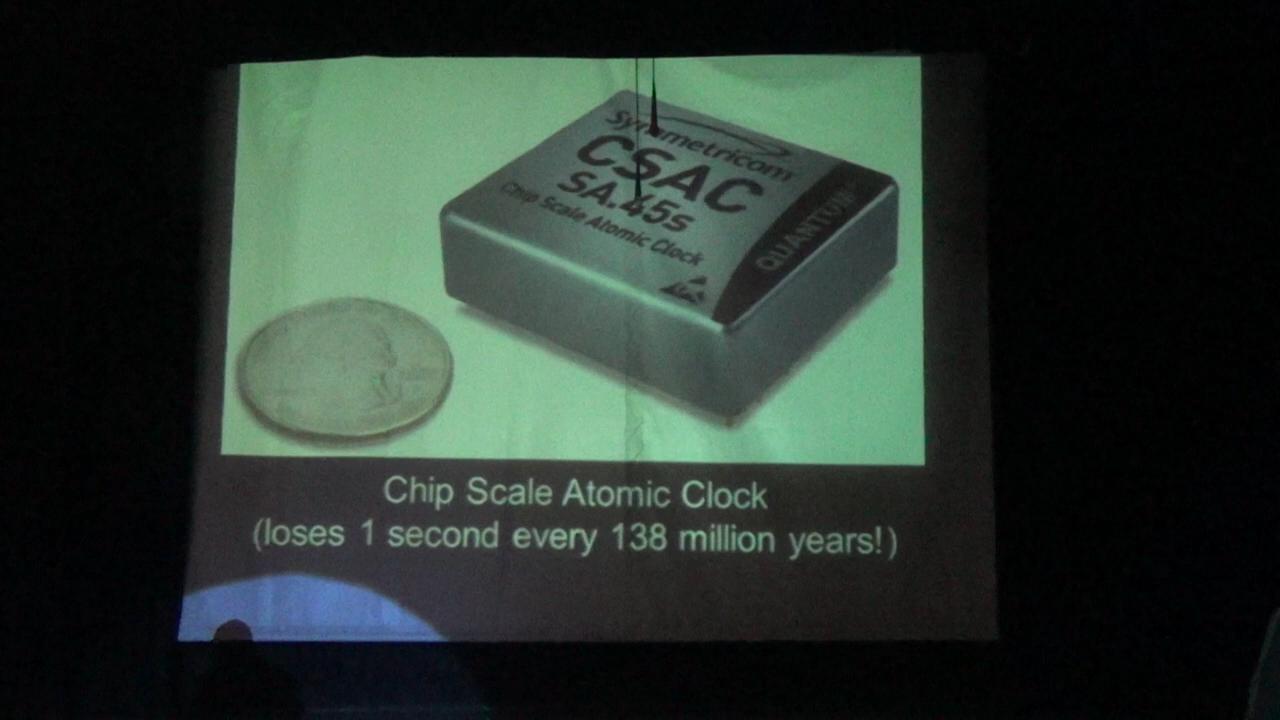 Symmetricom
CSAC
SA.45s
Chip Scale Atomic Clock
QUANTUM
Chip Scale Atomic Clock
(loses 1 second every 138 million years!)